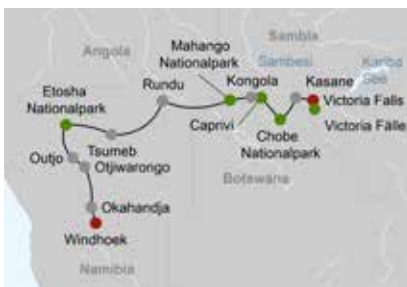 Sambia
Angola
Mahango
Nationalpark
Sambesi
Kariba
See
Etosha
Nationalpark
Rundu
Kongola
Kasane
Victoria Falls
Caprivi
Victoria Fälle
Chobe
Nationalpark
Tsumeb
Outjo
Otjiwarongo
Botswana
Okahandja
Windhoek
Namibia